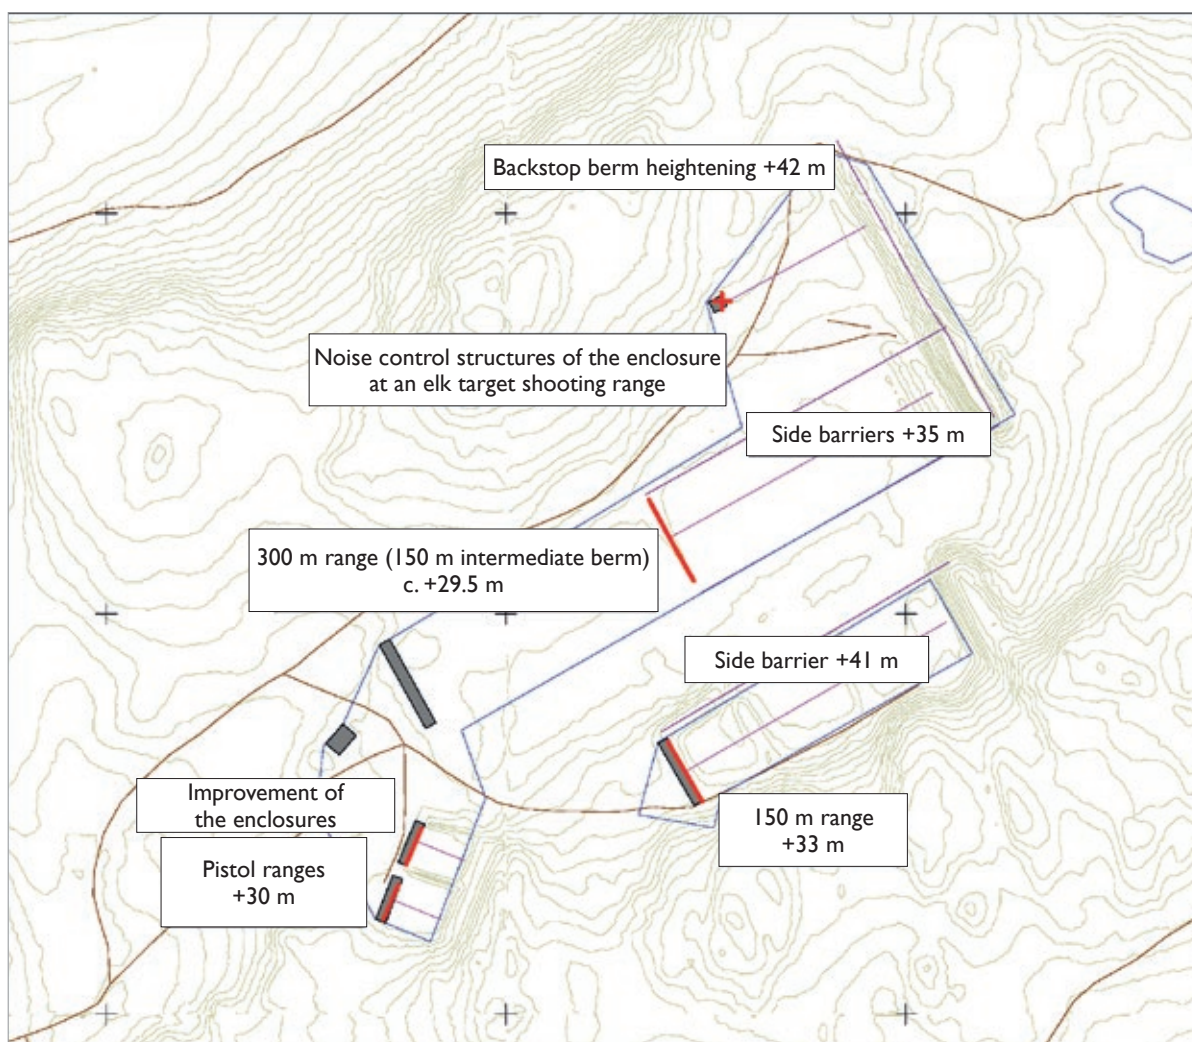 Backstop berm heightening +42 m
Noise control structures of the enclosure
at an elk target shooting range
Side barriers +35 m
300 m range (150 m intermediate berm)
c. +29.5 m
Side barrier +41 m
Improvement of
the enclosures
150 m range
+33 m
Pistol ranges
+30 m